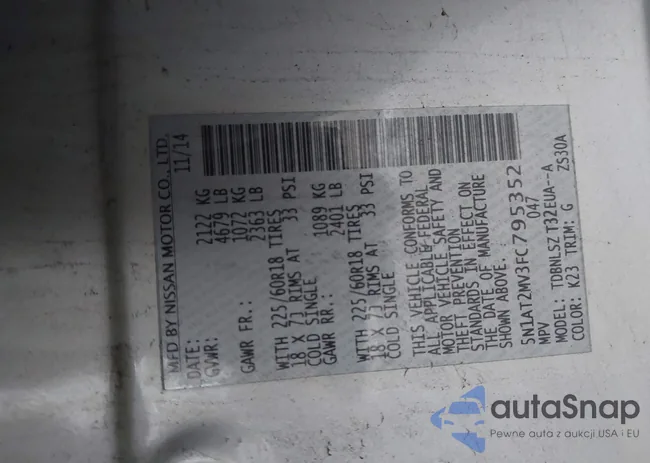 MFD BY NISSAN MOTOR CO., LTD.
DATE: 11/14
GVWR: 2122 KG
4679 LB
GAWR FR.: 1072 KG
2363 LB
WITH 225/60R18 TIRES
18 X 7J RIMS AT 33 PSI
COLD SINGLE
GAWR RR.: 1089 KG
2401 LB
WITH 225/60R18 TIRES
18 X 7J RIMS AT 33 PSI
COLD SINGLE
THIS VEHICLE CONFORMS TO
ALL APPLICABLE FEDERAL
MOTOR VEHICLE SAFETY AND
THEFT PREVENTION
STANDARDS IN EFFECT ON
THE DATE OF MANUFACTURE
SHOWN ABOVE.
5N1AT2MV3FC795352
MPV 047
MODEL: TDBNLSZ T32EUA--A
COLOR: K23 TRIM: G ZS30A
autaSnap
Pewne auta z aukcji USA i EU